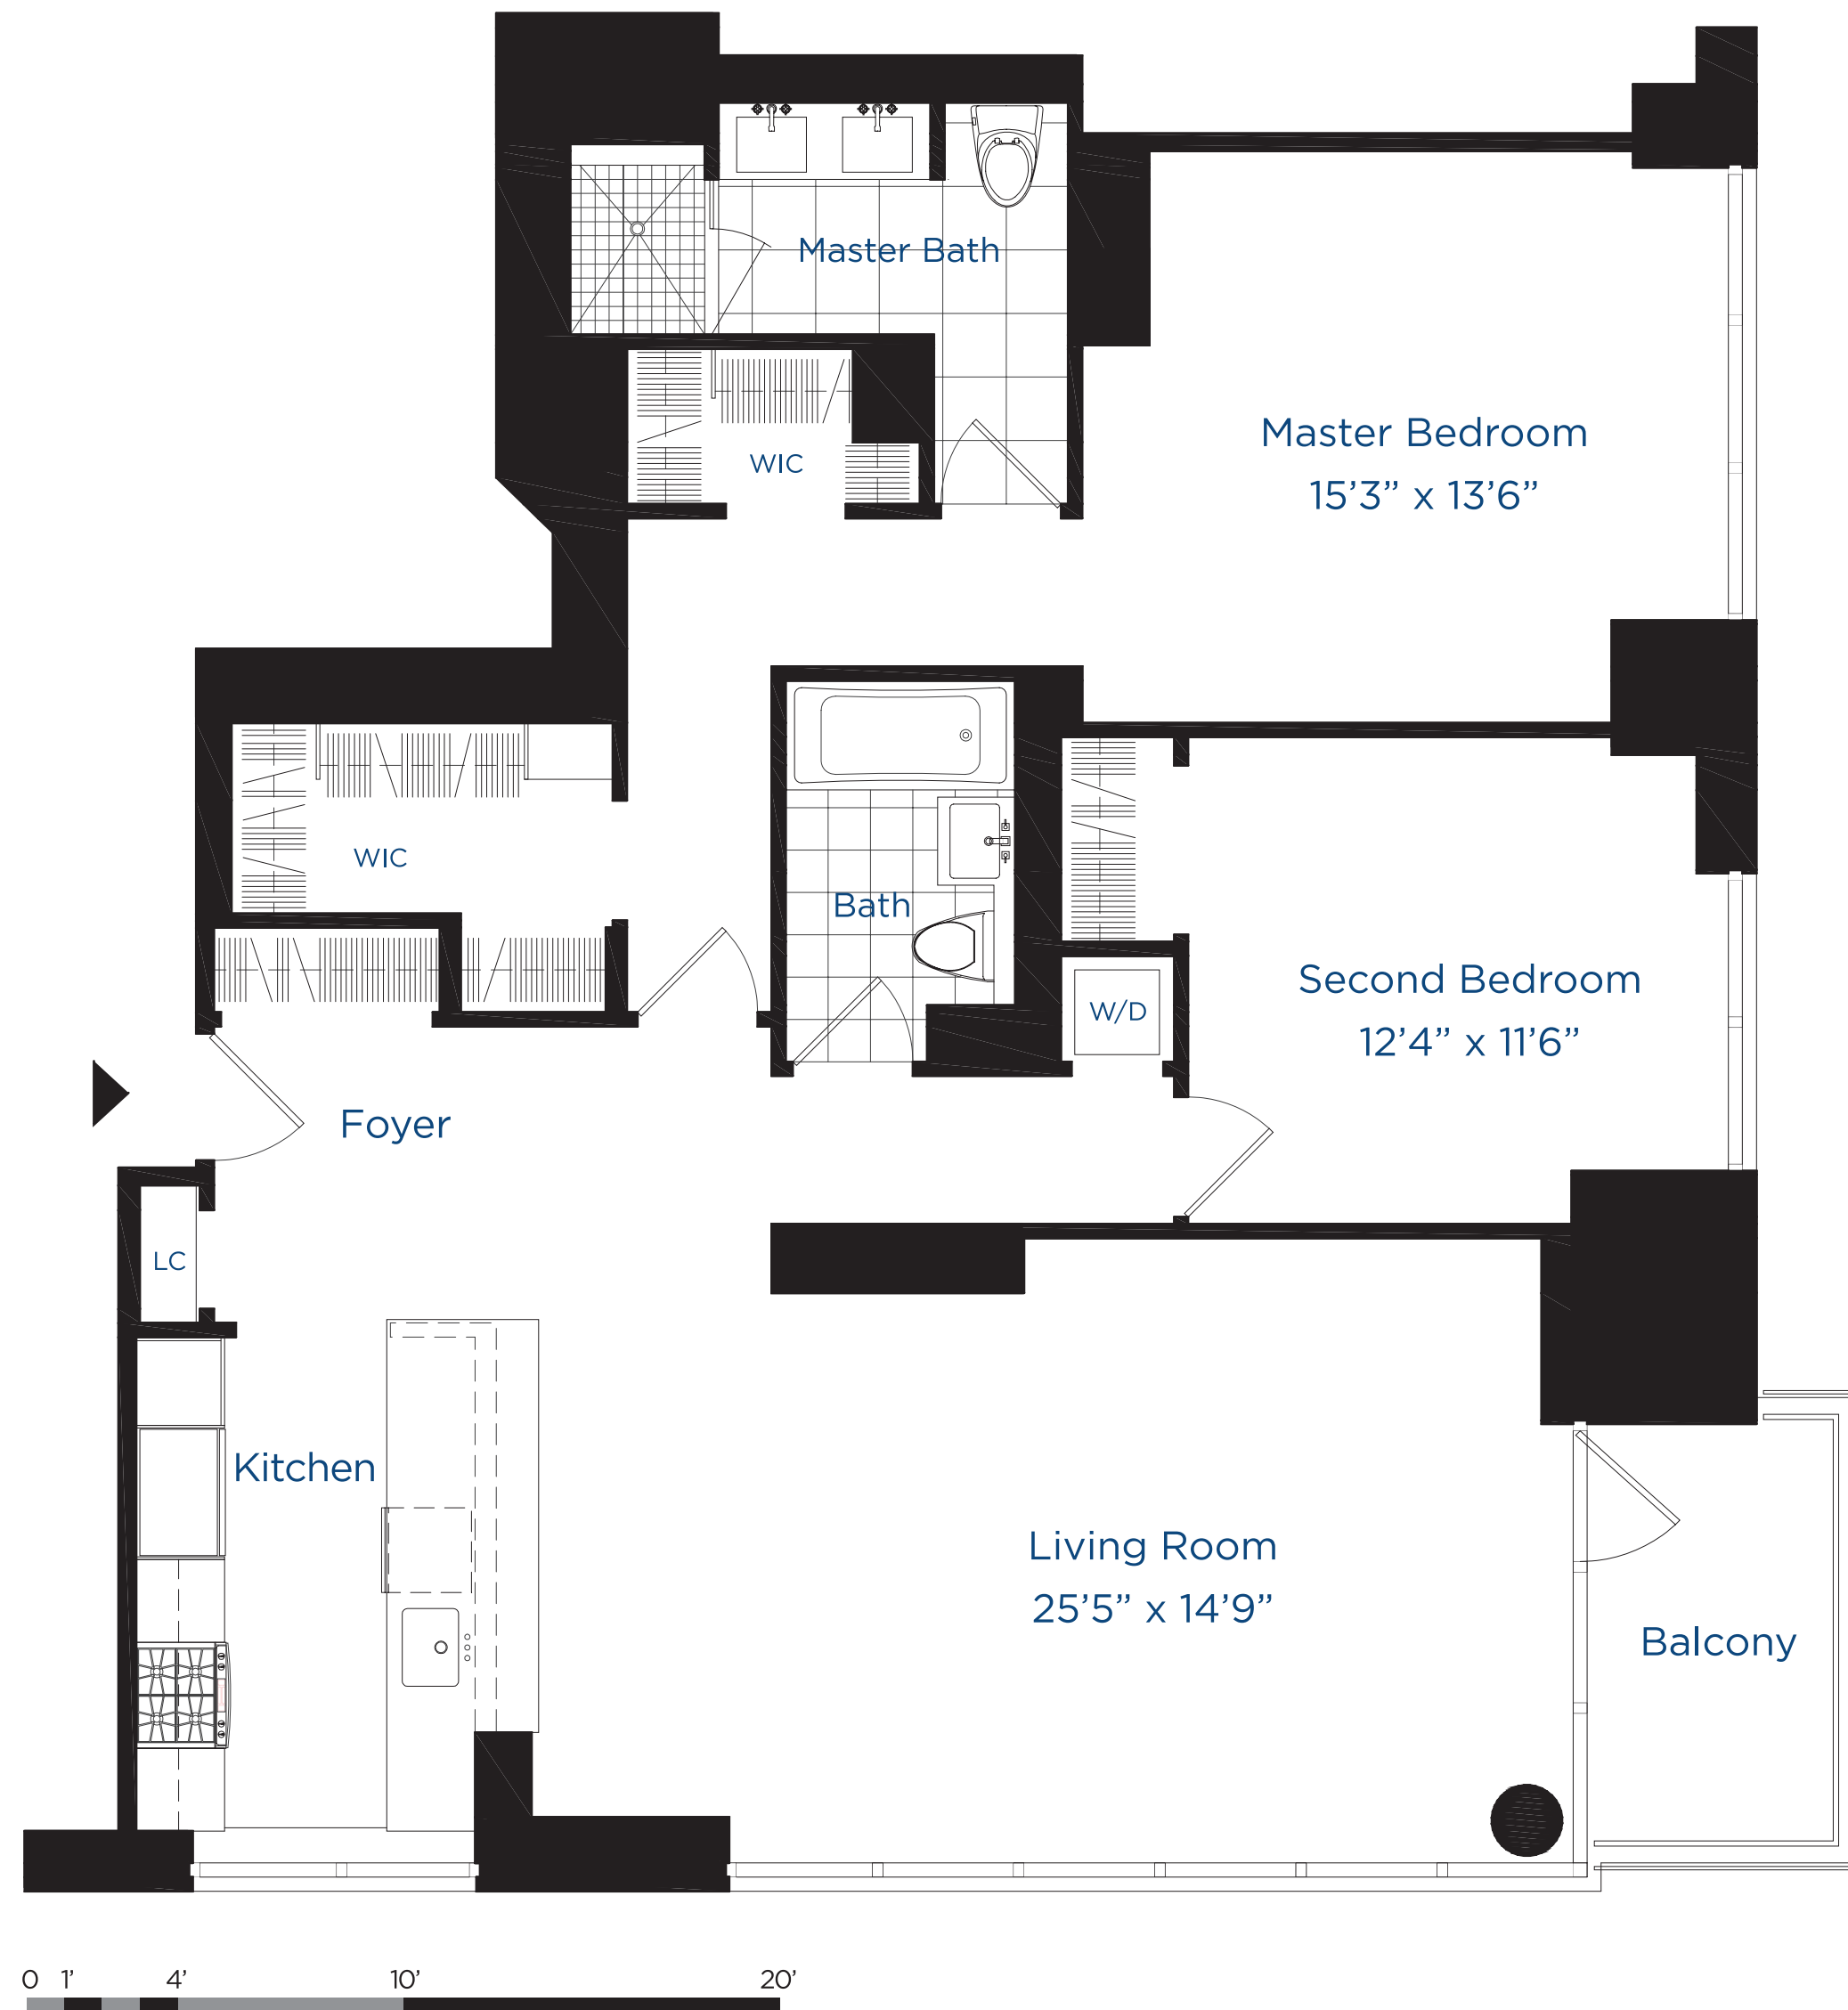 Master Bath
Master Bedroom
15’3” x 13’6”
WIC
WIC
Bath
Second Bedroom
12’4” x 11’6”
W/D
Foyer
LC
Kitchen
Living Room
25’5” x 14’9”
Balcony
0 1’ 4’ 10’ 20’